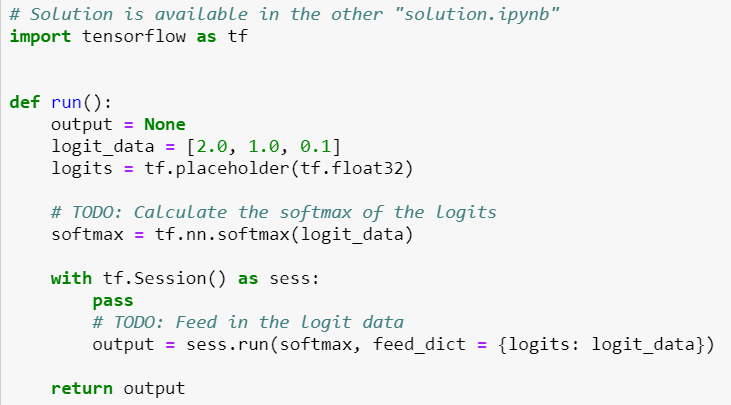 # Solution is available in the other "solution.ipynb"
import tensorflow as tf
def run():
output = None
logit_data = [2.0, 1.0, 0.1]
logits = tf.placeholder(tf.float32)
# TODO: Calculate the softmax of the logits
softmax = tf.nn.softmax(logit_data)
with tf.Session() as sess:
pass
# TODO: Feed in the logit data
output = sess.run(softmax, feed_dict = {logits: logit_data})
return output